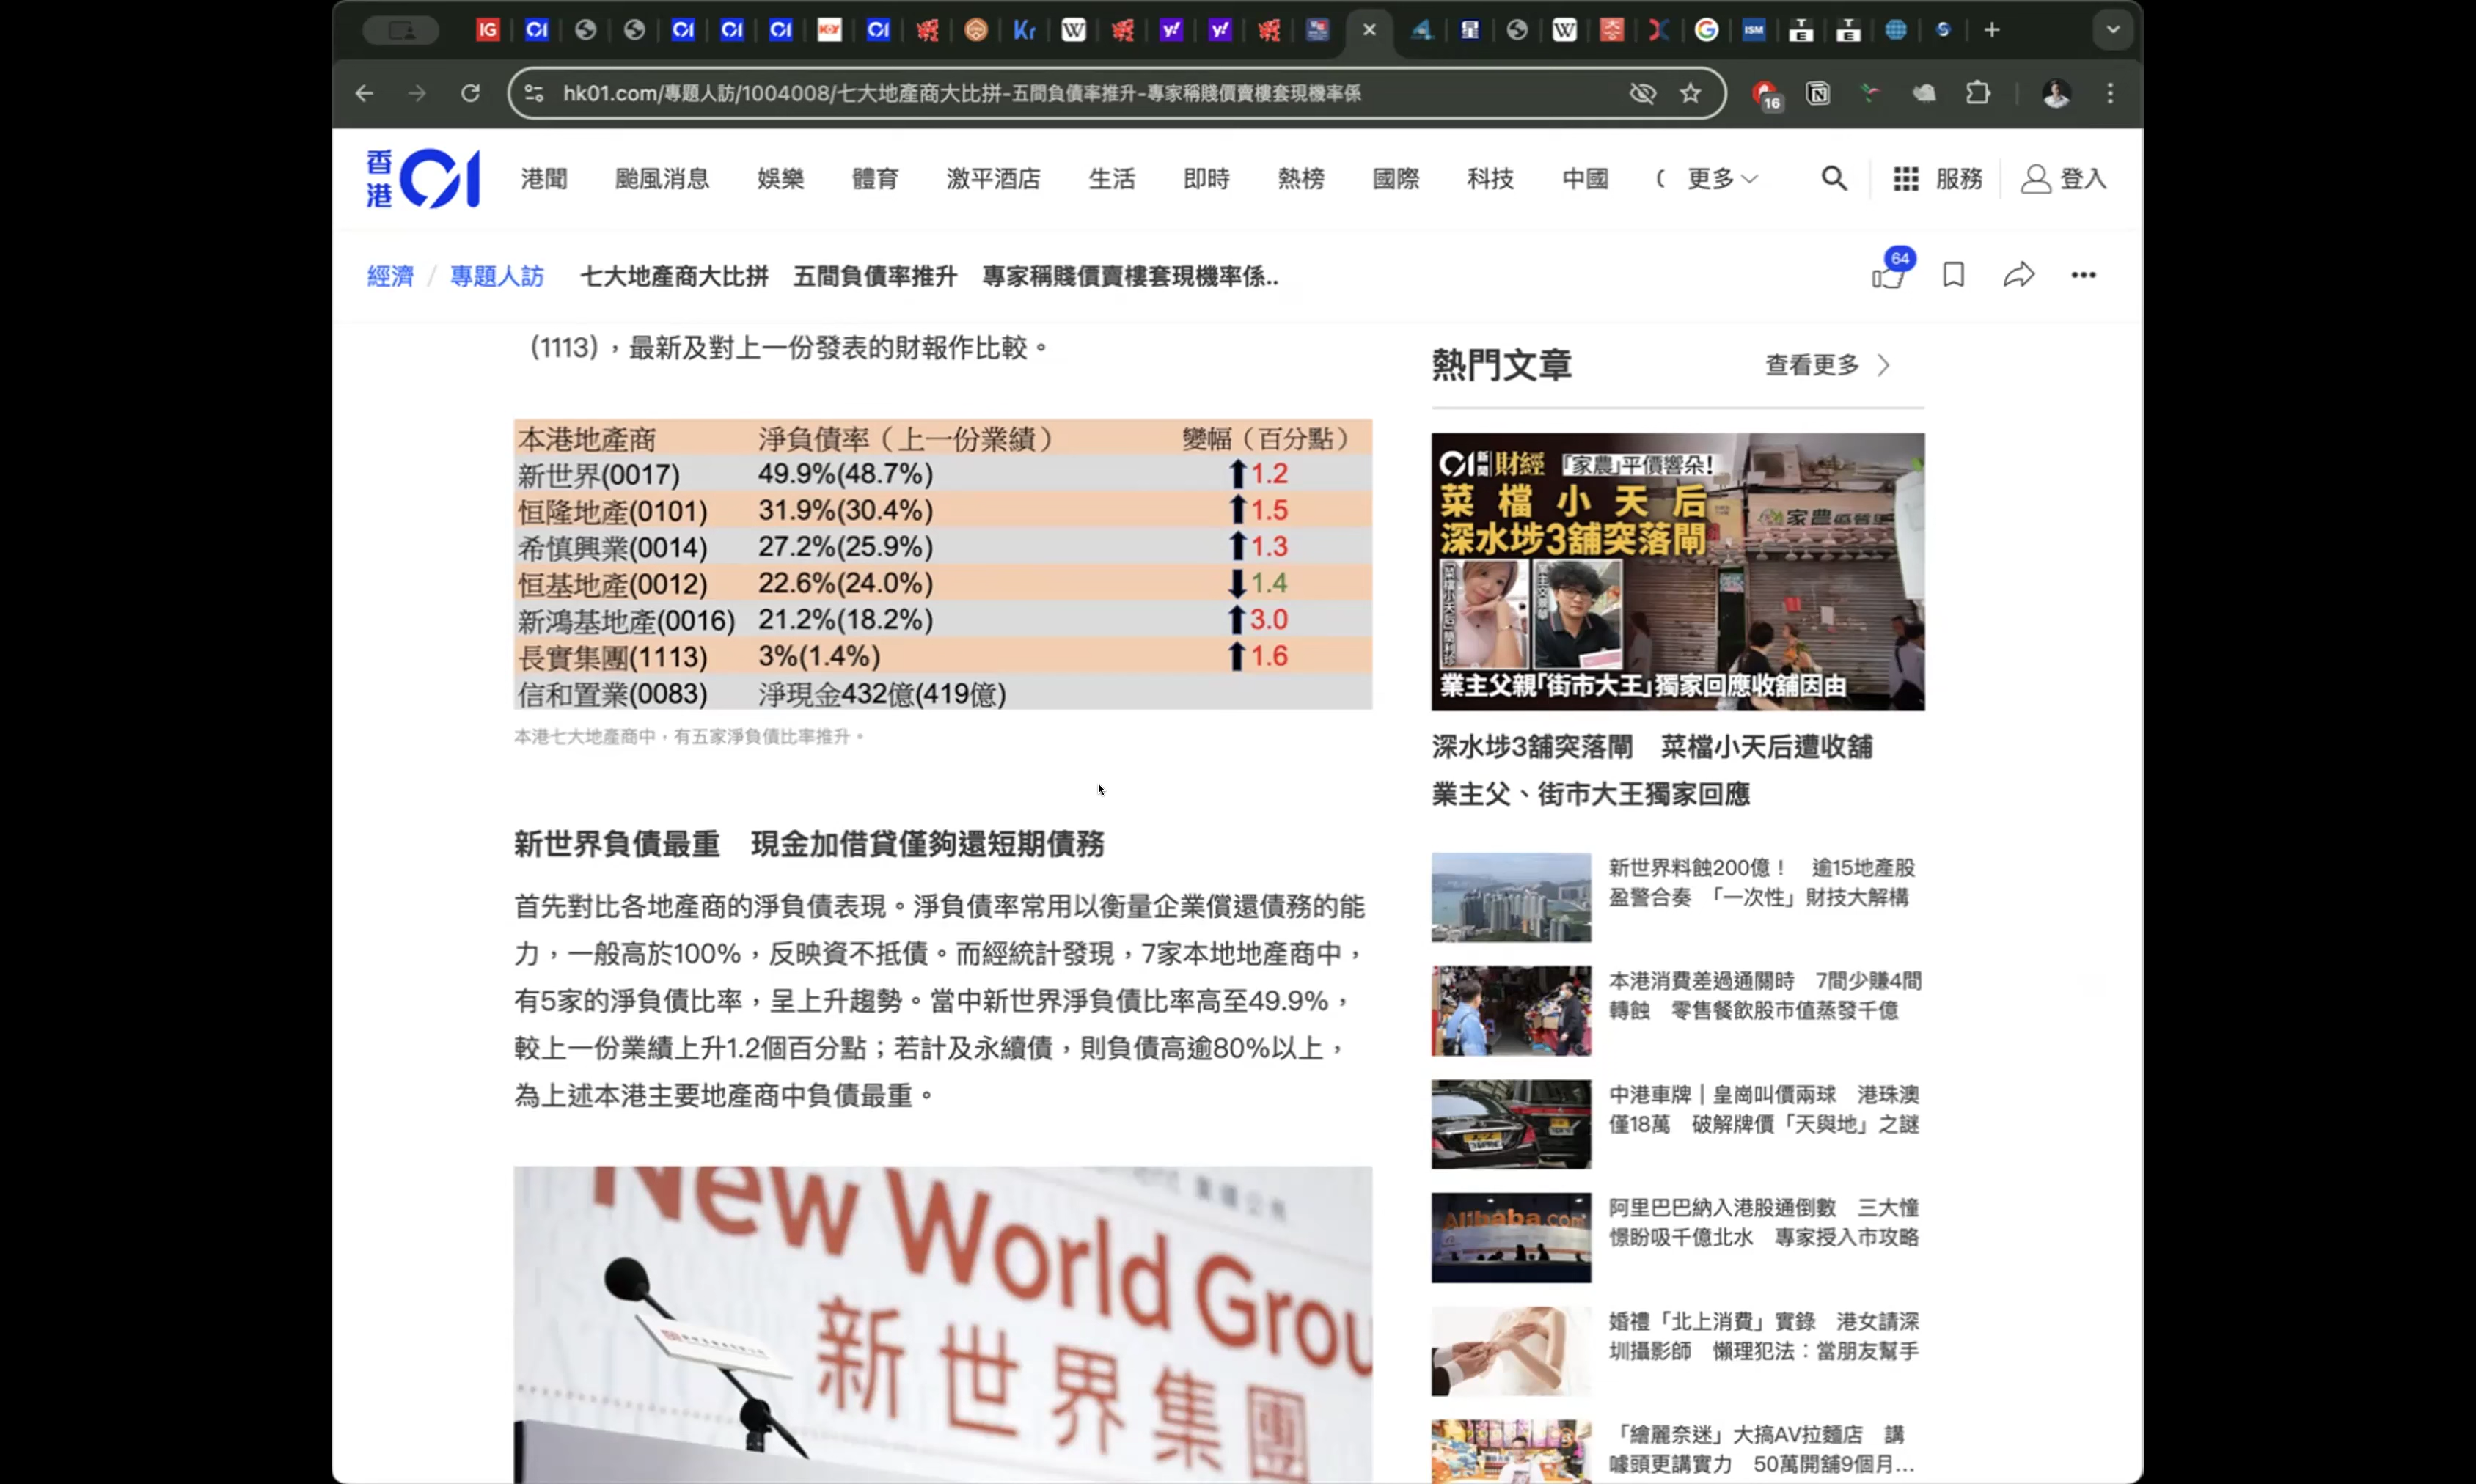 IG
Kr
W
y!
y!
W
G
ISM
T
E
T
E
hk01.com/專題人訪/1004008/七大地產商大比拼-五間負債率推升-專家稱賤價賣樓套現機率係
16
香港01
港聞
颱風消息
娛樂
體育
激平酒店
生活
即時
熱榜
國際
科技
中國
更多
服務
登入
經濟 / 專題人訪 七大地產商大比拼 五間負債率推升 專家稱賤價賣樓套現機率係..
64
（1113），最新及對上一份發表的財報作比較。
本港地產商 淨負債率（上一份業績） 變幅（百分點）
新世界(0017) 49.9%(48.7%) ⬆1.2
恒隆地產(0101) 31.9%(30.4%) ⬆1.5
希慎興業(0014) 27.2%(25.9%) ⬆1.3
恒基地產(0012) 22.6%(24.0%) ⬇1.4
新鴻基地產(0016) 21.2%(18.2%) ⬆3.0
長實集團(1113) 3%(1.4%) ⬆1.6
信和置業(0083) 淨現金432億(419億)
本港七大地產商中，有五家淨負債比率推升。
新世界負債最重 現金加借貸僅夠還短期債務
首先對比各地產商的淨負債表現。淨負債率常用以衡量企業償還債務的能
力，一般高於100%，反映資不抵債。而經統計發現，7家本地地產商中，
有5家的淨負債比率，呈上升趨勢。當中新世界淨負債比率高至49.9%，
較上一份業績上升1.2個百分點；若計及永續債，則負債高逾80%以上，
為上述本港主要地產商中負債最重。
New World Grou
新世界集團
熱門文章
查看更多
01新聞 財經 「家農」平價響朵！
菜檔小天后
深水埗3舖突落閘
家農
業主父親「街市大王」獨家回應收舖因由
深水埗3舖突落閘 菜檔小天后遭收舖
業主父、街市大王獨家回應
新世界料蝕200億！ 逾15地產股
盈警合奏 「一次性」財技大解構
本港消費差過通關時 7間少賺4間
轉蝕 零售餐飲股市值蒸發千億
中港車牌｜皇崗叫價兩球 港珠澳
僅18萬 破解牌價「天與地」之謎
Alibaba.com
阿里巴巴納入港股通倒數 三大憧
憬盼吸千億北水 專家授入市攻略
婚禮「北上消費」實錄 港女請深
圳攝影師 懶理犯法：當朋友幫手
「繪麗奈迷」大搞AV拉麵店 講
噱頭更講實力 50萬開舖9個月...